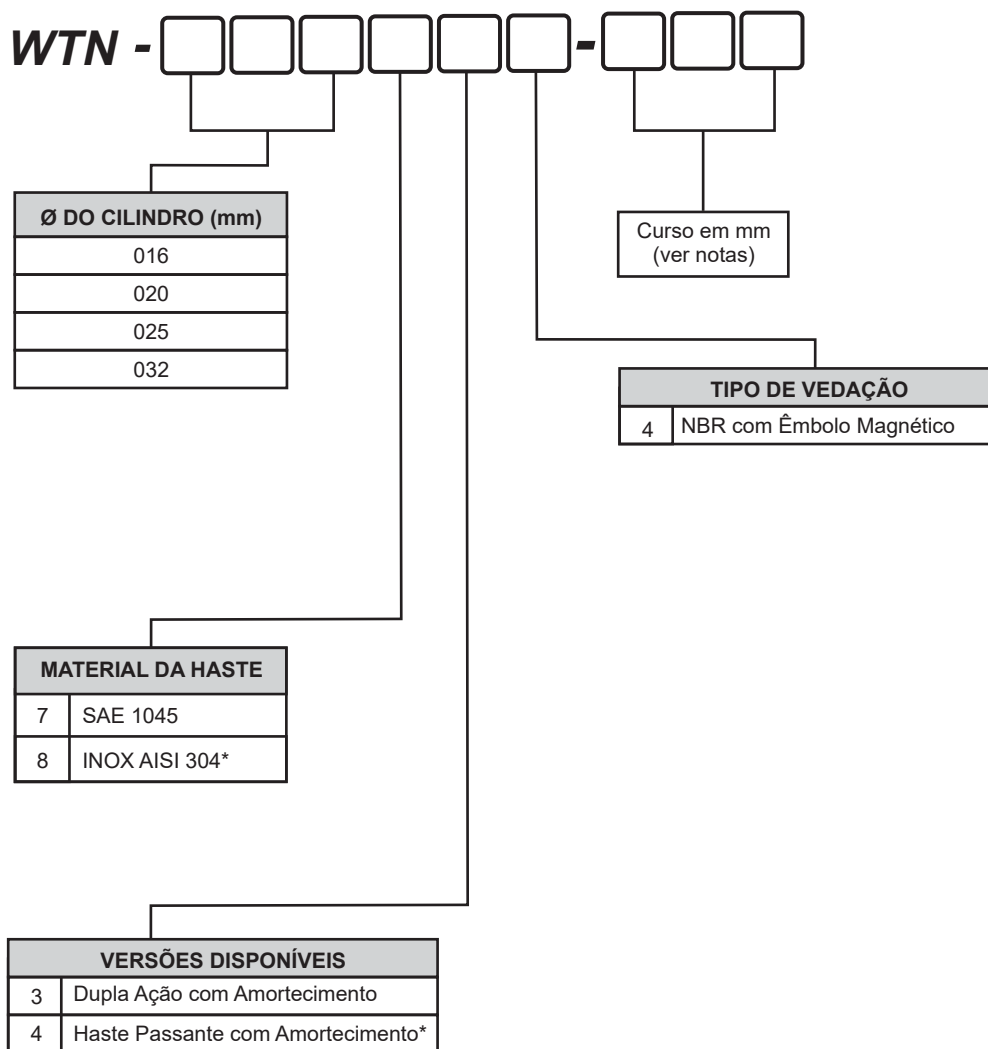 WTN - -
Ø DO CILINDRO (mm)
016
020
025
032
Curso em mm
(ver notas)
TIPO DE VEDAÇÃO
4 NBR com Êmbolo Magnético
MATERIAL DA HASTE
7 SAE 1045
8 INOX AISI 304*
VERSÕES DISPONÍVEIS
3 Dupla Ação com Amortecimento
4 Haste Passante com Amortecimento*